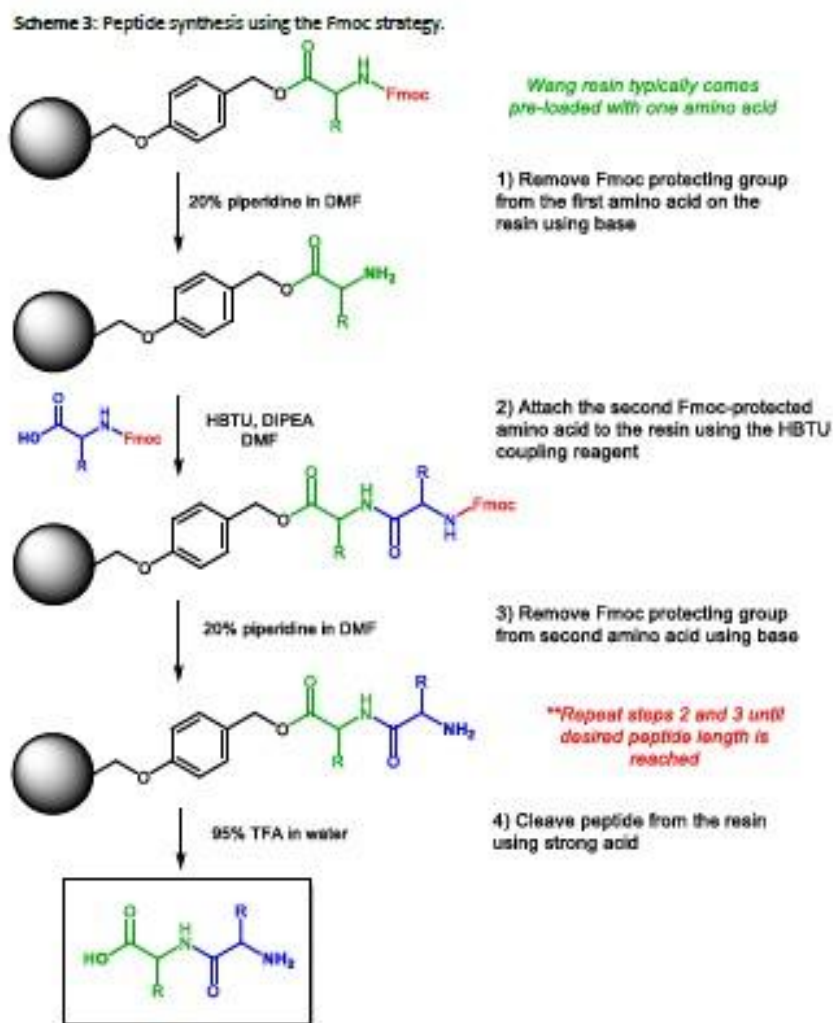 Scheme 3: Peptide synthesis using the Fmoc strategy.
O
H
N
Fmoc
O
O
R
Wang resin typically comes
pre-loaded with one amino acid
20% piperidine in DMF
1) Remove Fmoc protecting group
from the first amino acid on the
resin using base
O
NH₂
O
O
R
O
H
N
HO
Fmoc
R
HBTU, DIPEA
DMF
2) Attach the second Fmoc-protected
amino acid to the resin using the HBTU
coupling reagent
R
O
H
N
Fmoc
O
N
H
O
R
O
20% piperidine in DMF
3) Remove Fmoc protecting group
from second amino acid using base
R
O
H
N
O
NH₂
O
R
O
**Repeat steps 2 and 3 until
desired peptide length is
reached
95% TFA in water
4) Cleave peptide from the resin
using strong acid
O
H
N
R
HO
NH₂
R
O